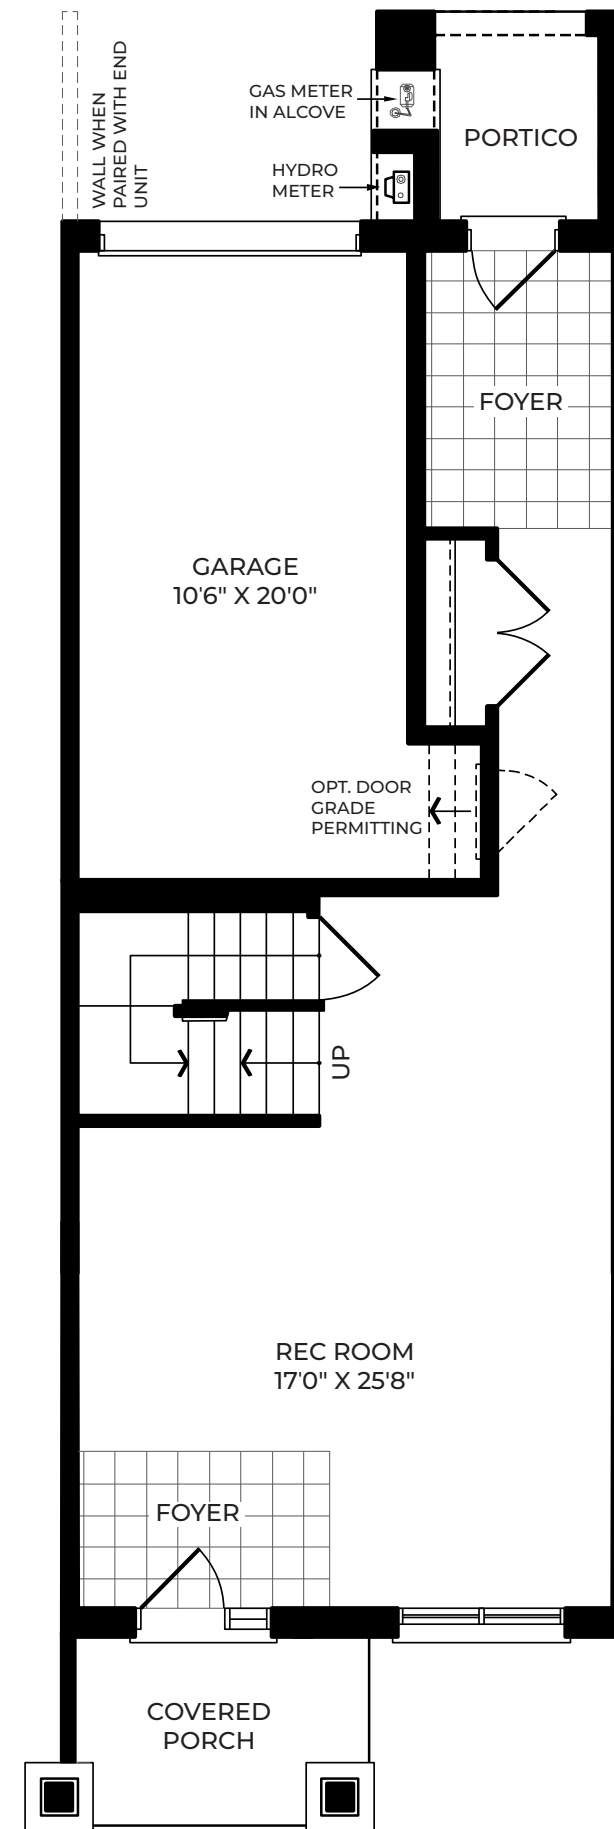 WALL WHEN
PAIRED WITH END
UNIT
GAS METER
IN ALCOVE
PORTICO
HYDRO
METER
FOYER
GARAGE
10'6" X 20'0"
OPT. DOOR
GRADE
PERMITTING
UP
REC ROOM
17'0" X 25'8"
FOYER
COVERED
PORCH